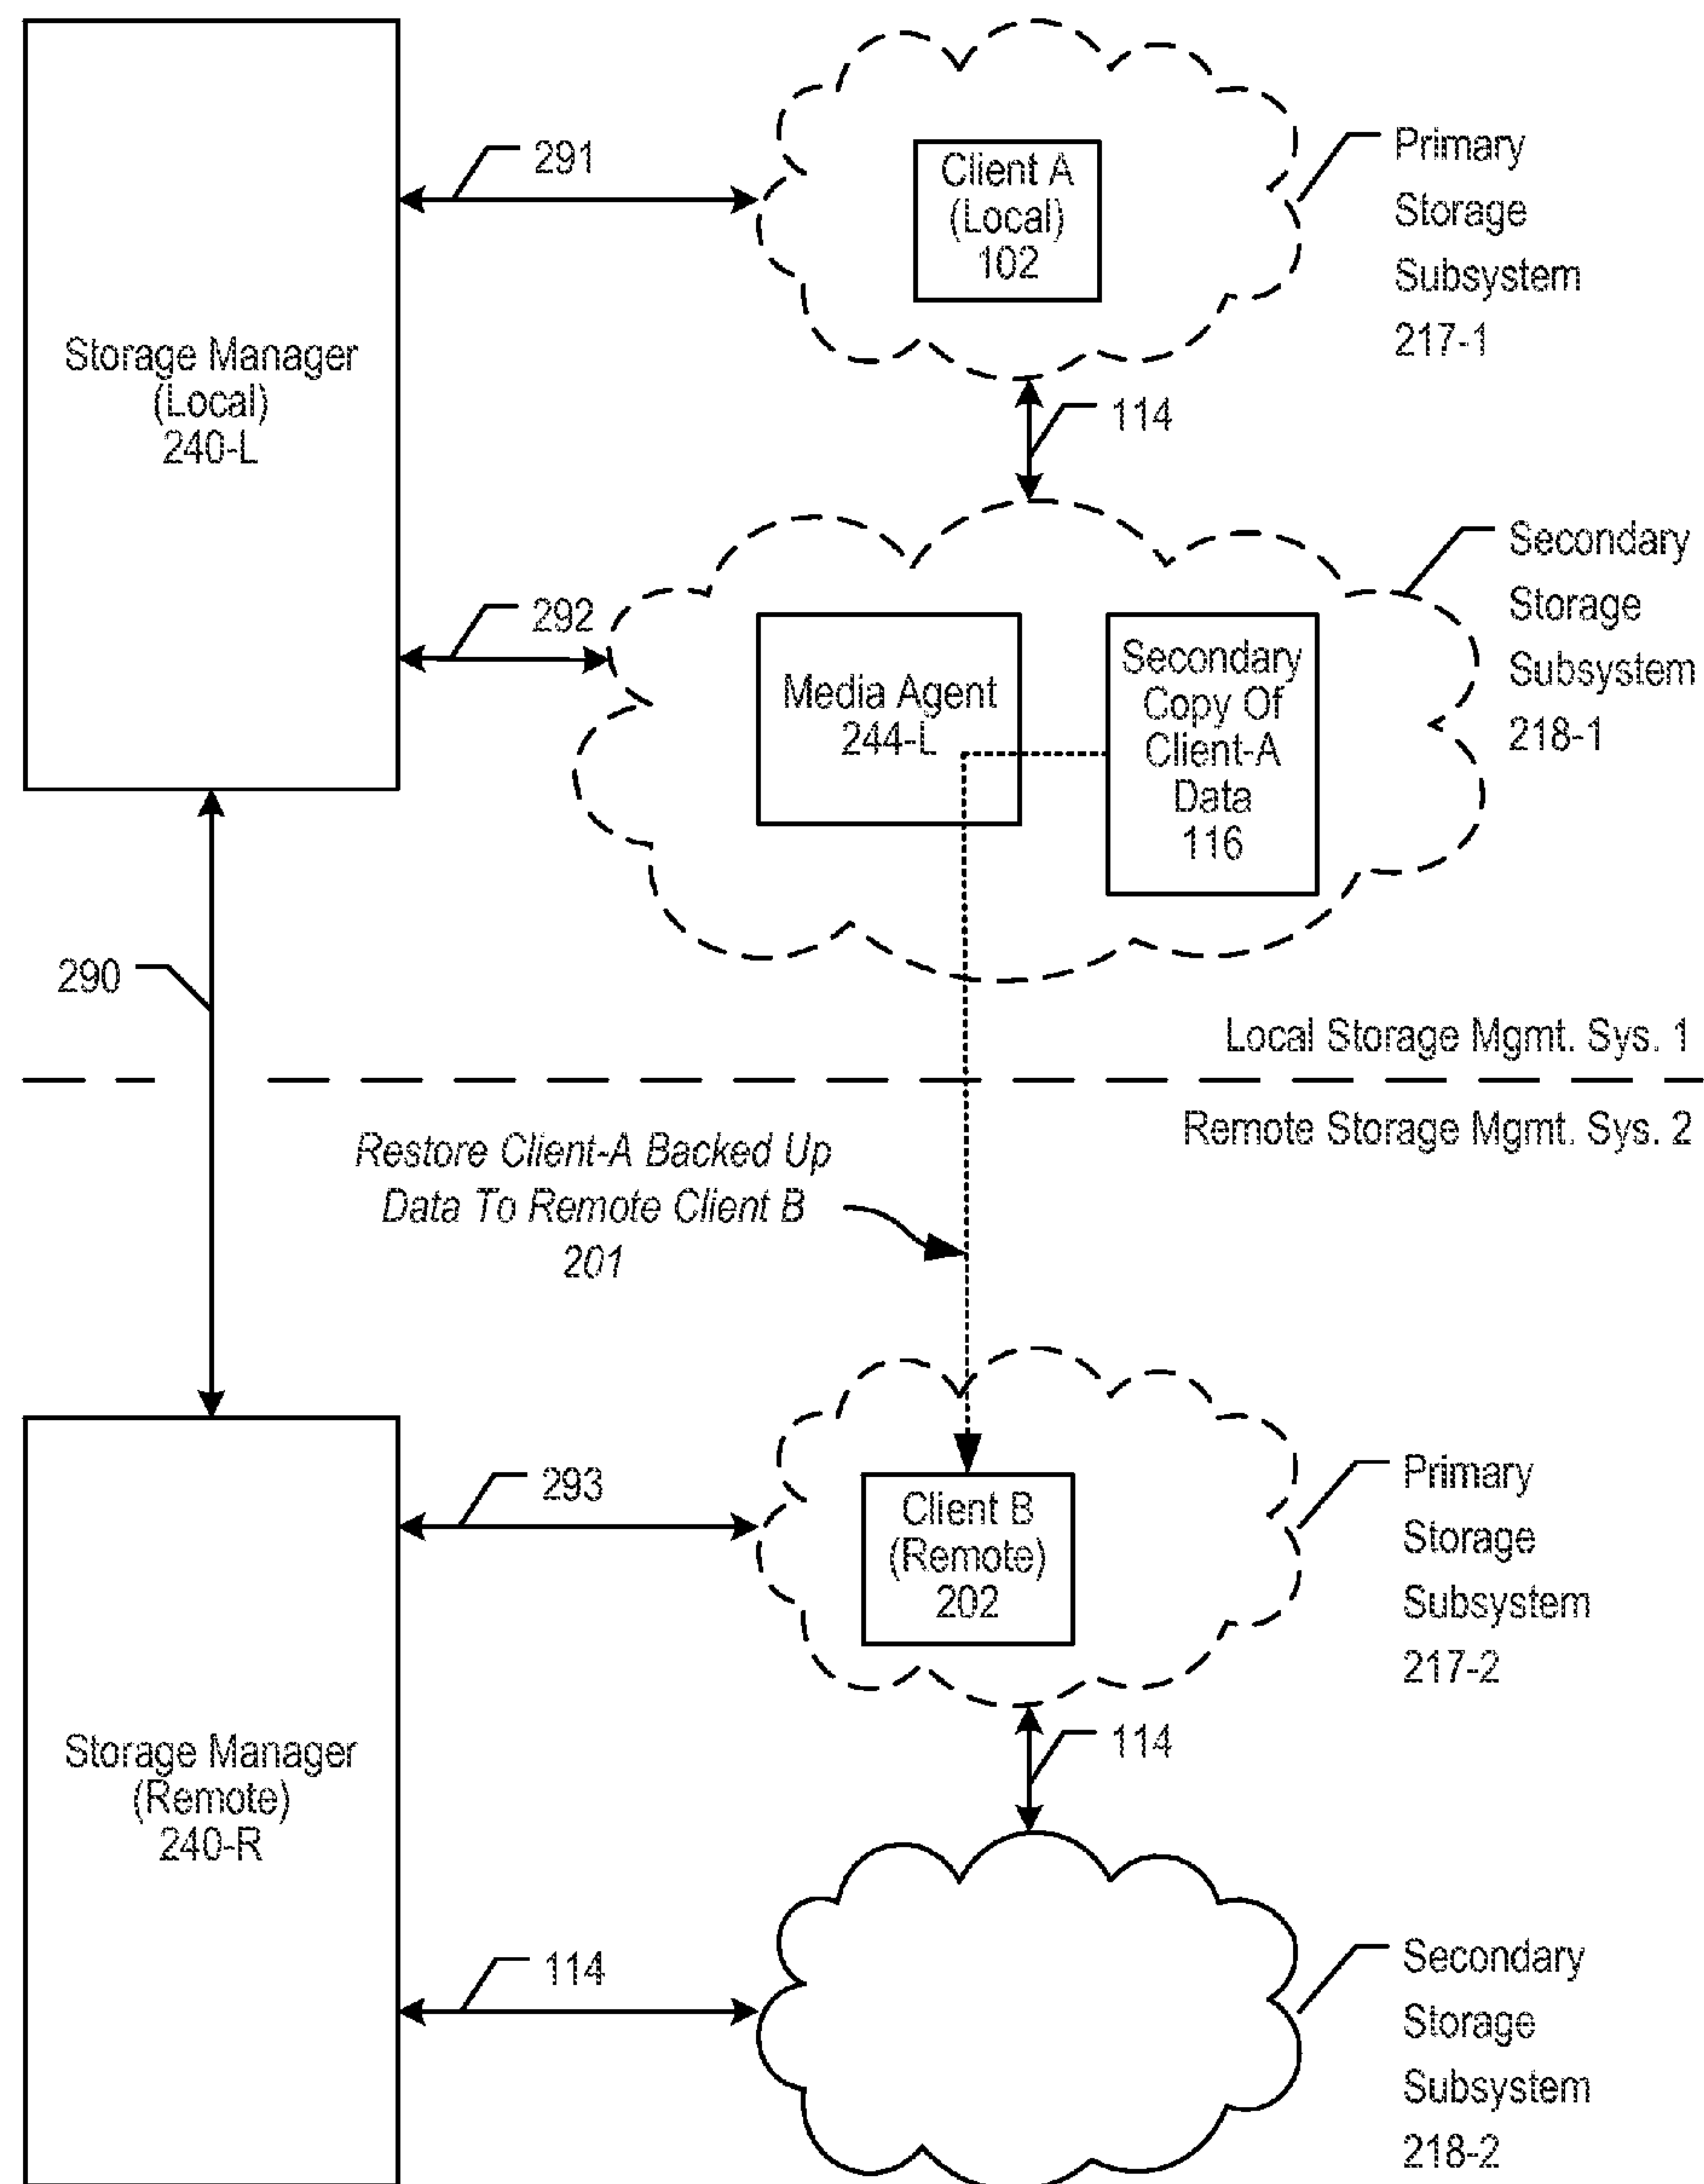 291
Client A
(Local)
102
Primary
Storage
Subsystem
217-1
Storage Manager
(Local)
240-L
114
Secondary
Storage
Subsystem
218-1
292
Media Agent
244-L
Secondary
Copy Of
Client-A
Data
116
290
Local Storage Mgmt. Sys. 1
Remote Storage Mgmt. Sys. 2
Restore Client-A Backed Up
Data To Remote Client B
201
293
Client B
(Remote)
202
Primary
Storage
Subsystem
217-2
Storage Manager
(Remote)
240-R
114
114
Secondary
Storage
Subsystem
218-2